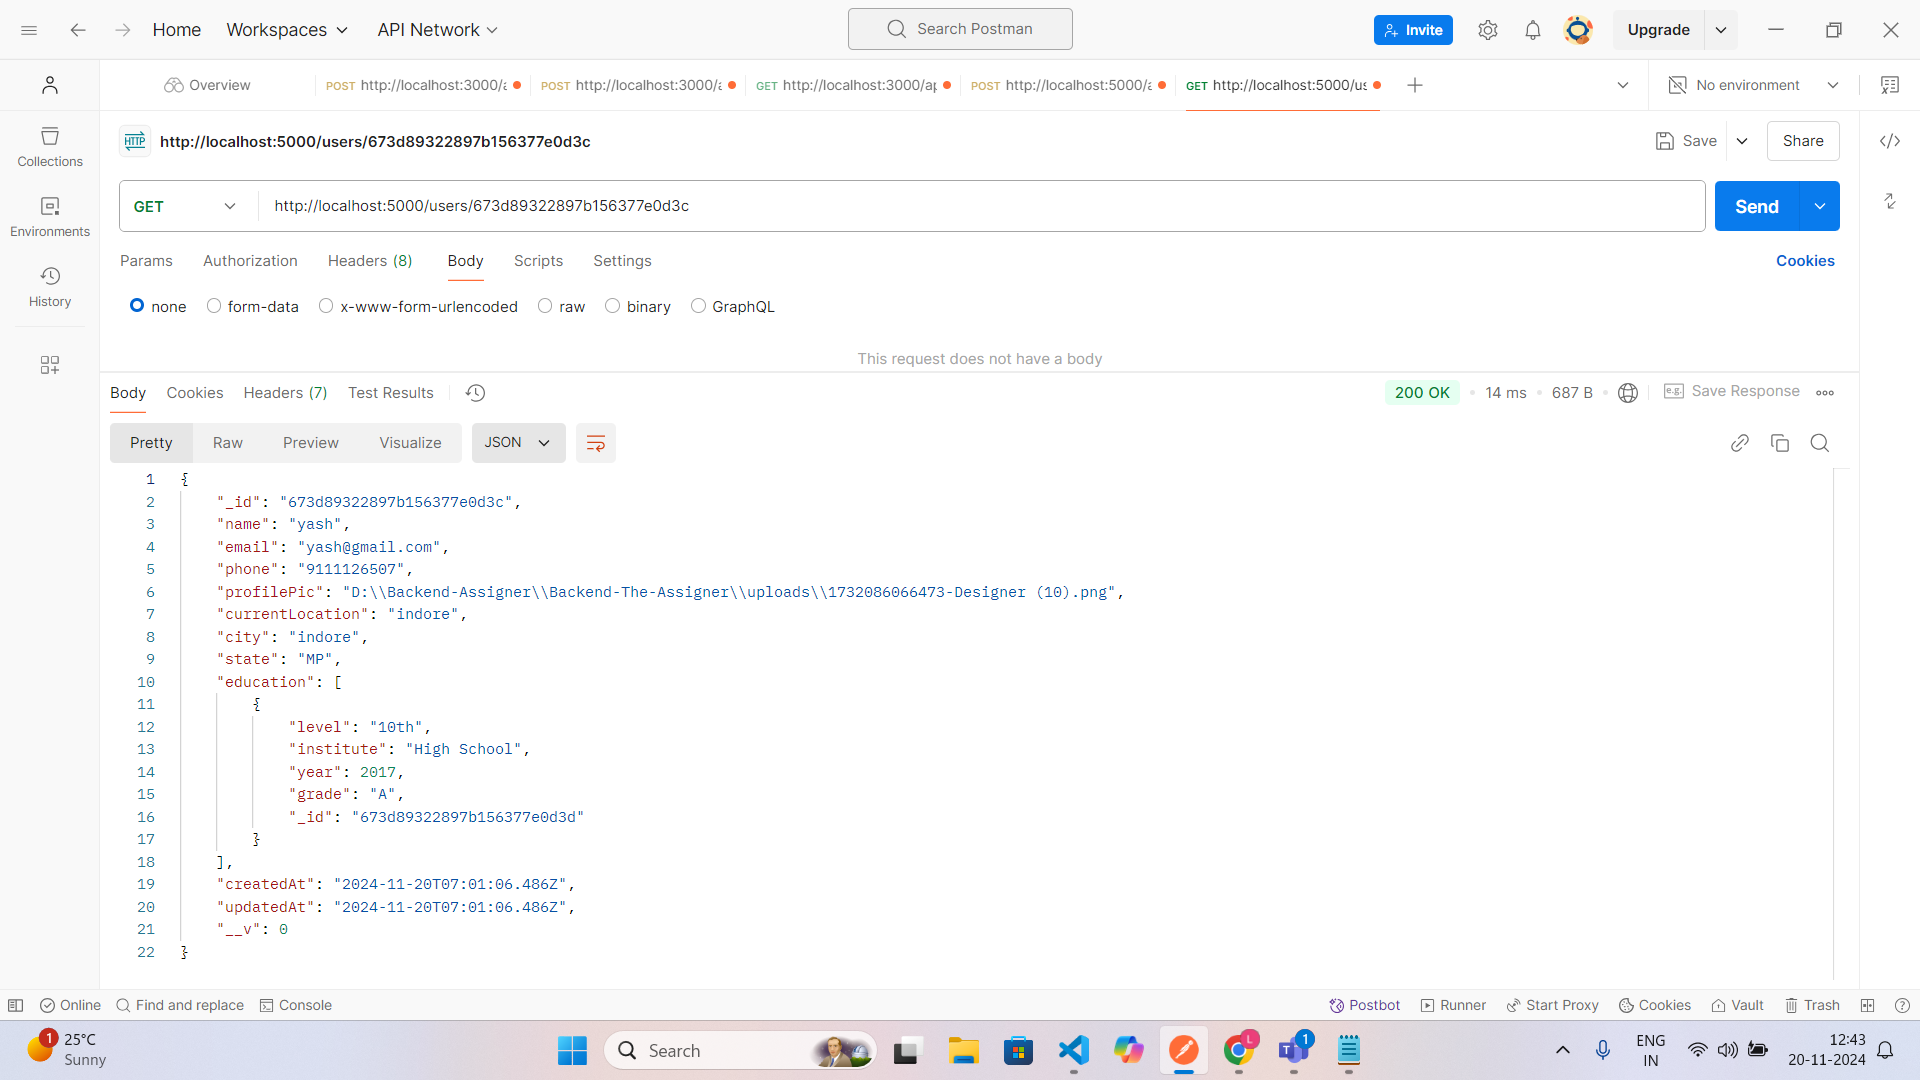 Home Workspaces API Network Search Postman Invite Upgrade
Overview POST http://localhost:3000/a POST http://localhost:3000/a GET http://localhost:3000/ap POST http://localhost:5000/a GET http://localhost:5000/us No environment
HTTP http://localhost:5000/users/673d89322897b156377e0d3c Save Share
Collections
Environments
History
GET http://localhost:5000/users/673d89322897b156377e0d3c Send
Params Authorization Headers (8) Body Scripts Settings Cookies
none form-data x-www-form-urlencoded raw binary GraphQL
This request does not have a body
Body Cookies Headers (7) Test Results 200 OK 14 ms 687 B e.g. Save Response
Pretty Raw Preview Visualize JSON
1 {
2 "_id": "673d89322897b156377e0d3c",
3 "name": "yash",
4 "email": "yash@gmail.com",
5 "phone": "9111126507",
6 "profilePic": "D:\\Backend-Assigner\\Backend-The-Assigner\\uploads\\1732086066473-Designer (10).png",
7 "currentLocation": "indore",
8 "city": "indore",
9 "state": "MP",
10 "education": [
11 {
12 "level": "10th",
13 "institute": "High School",
14 "year": 2017,
15 "grade": "A",
16 "_id": "673d89322897b156377e0d3d"
17 }
18 ],
19 "createdAt": "2024-11-20T07:01:06.486Z",
20 "updatedAt": "2024-11-20T07:01:06.486Z",
21 "__v": 0
22 }
Online Find and replace Console Postbot Runner Start Proxy Cookies Vault Trash
1 25°C
Sunny
Search
L
1
ENG
IN
12:43
20-11-2024